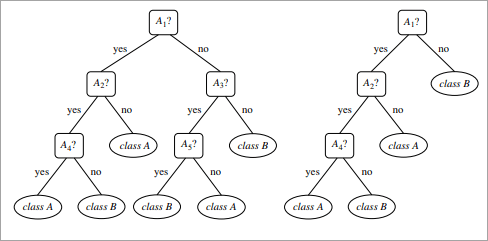 A₁? A₁?
yes no yes no
A₂? A₃? A₂? class B
yes no yes no yes no
A₄? class A A₅? class B A₄? class A
yes no yes no yes no
class A class B class B class A class A class B